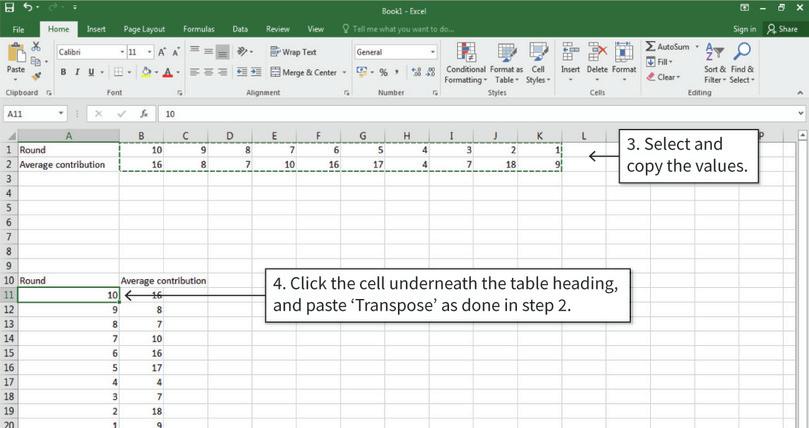 Book1 - Excel
File Home Insert Page Layout Formulas Data Review View Tell me what you want to do... Sign in Share
Paste Calibri 11 A A Wrap Text General Conditional Format as Cell Insert Delete Format AutoSum Sort & Find &
B I U A Merge & Center % Formatting Table Styles Fill Filter Select
Clear
Clipboard Font Alignment Number Styles Cells Editing
A11 fx 10
A B C D E F G H I J K L P
1 Round 10 9 8 7 6 5 4 3 2 1
2 Average contribution 16 8 7 10 16 17 4 7 18 9
3
4
5
6
7
8
9
10 Round Average contribution
11 10 16
12 9 8
13 8 7
14 7 10
15 6 16
16 5 17
17 4 4
18 3 7
19 2 18
20 1 9
3. Select and
copy the values.
4. Click the cell underneath the table heading,
and paste ‘Transpose’ as done in step 2.